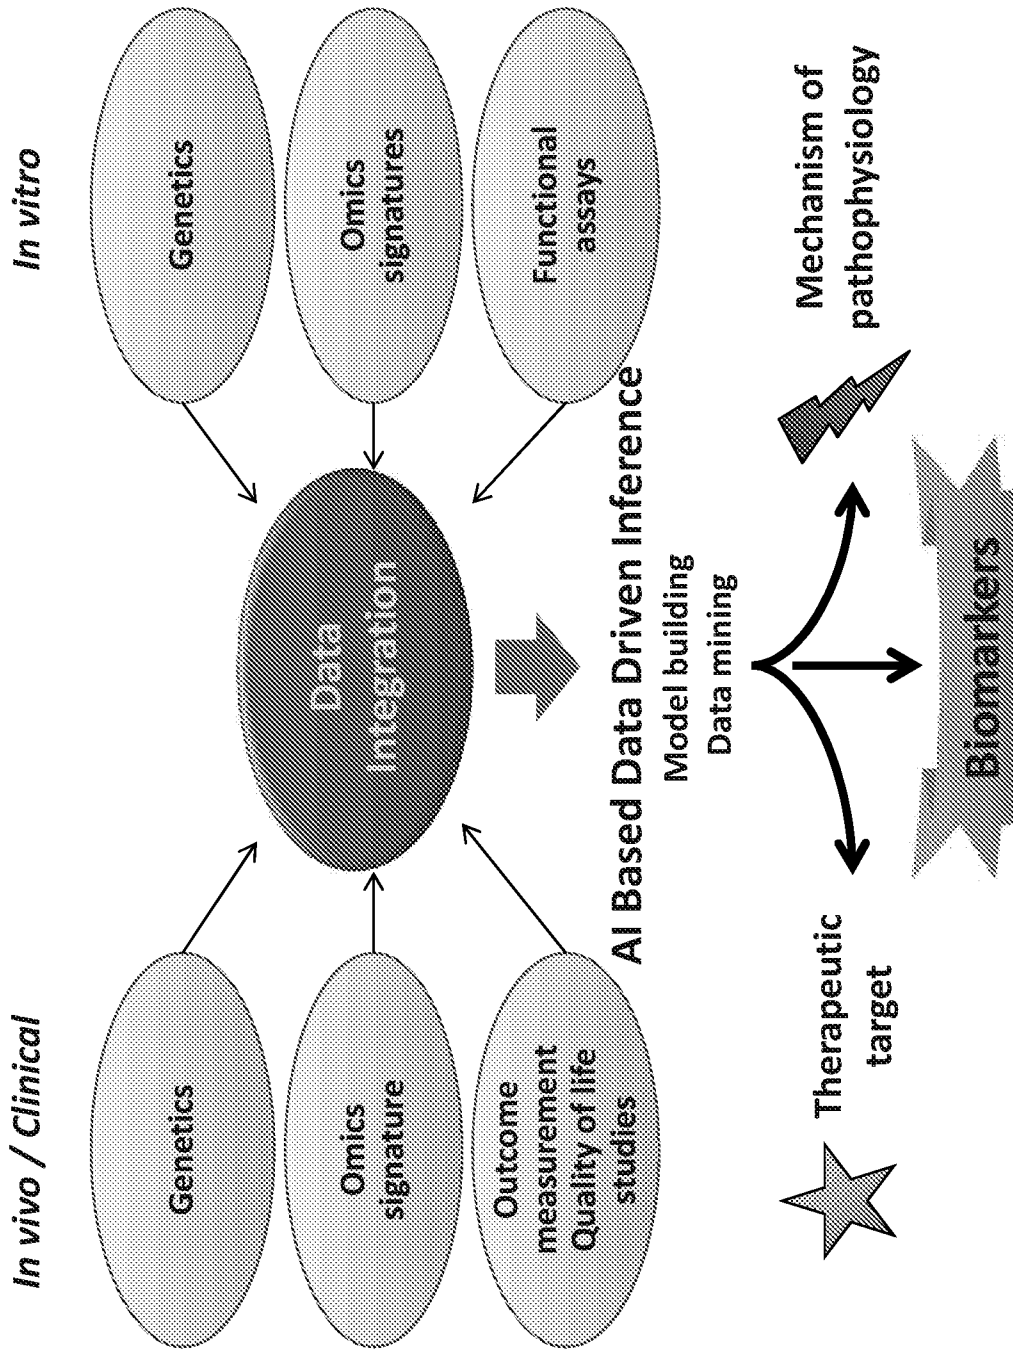 In vivo / Clinical
In vitro
Genetics
Genetics
Omics
signature
Data
Integration
Omics
signatures
Outcome
measurement
Quality of life
studies
Functional
assays
AI Based Data Driven Inference
Model building
Data mining
Therapeutic
target
Mechanism of
pathophysiology
Biomarkers